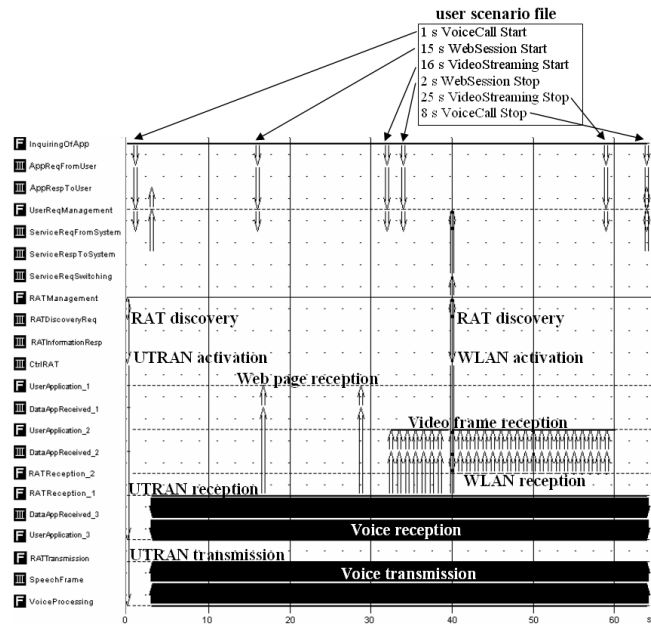 user scenario file
1 s VoiceCall Start
15 s WebSession Start
16 s VideoStreaming Start
2 s WebSession Stop
25 s VideoStreaming Stop
8 s VoiceCall Stop
F InquiringOfApp
AppReqFromUser
AppRespToUser
F UserReqManagement
ServiceReqFromSystem
ServiceRespToSystem
ServiceReqSwitching
F RATManagement
RATDiscoveryReq
RAT discovery
RAT discovery
RATInformationResp
CtrlRAT
UTRAN activation
WLAN activation
Web page reception
F UserApplication_1
DataAppReceived_1
Video frame reception
F UserApplication_2
DataAppReceived_2
F RATReception_2
WLAN reception
UTRAN reception
F RATReception_1
DataAppReceived_3
Voice reception
F UserApplication_3
UTRAN transmission
F RATTransmission
Voice transmission
SpeechFrame
F VoiceProcessing
0 10 20 30 40 50 60 s